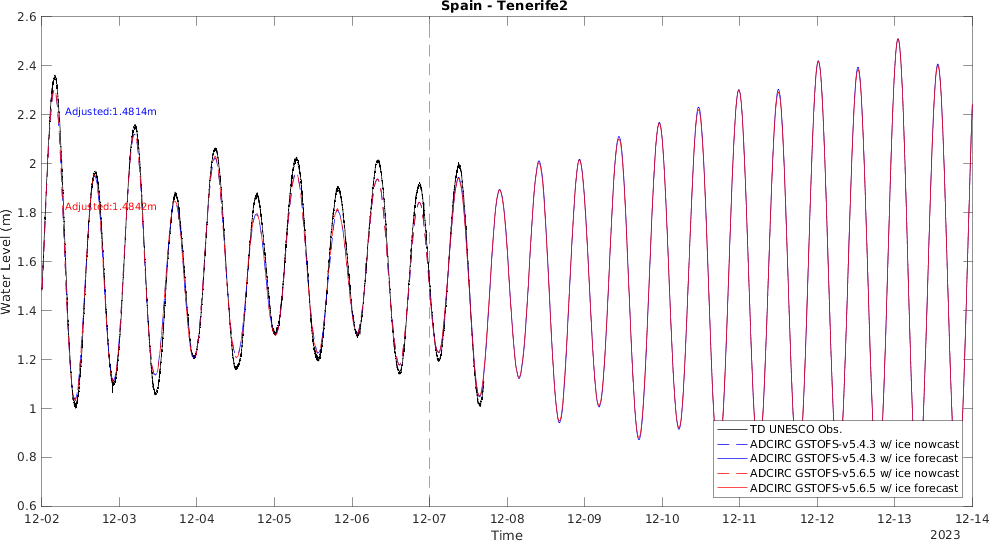 Spain - Tenerife2
2.6
2.4
2.2
2
1.8
1.6
1.4
1.2
1
0.8
0.6
Water Level (m)
Adjusted:1.4814m
Adjusted:1.4842m
TD UNESCO Obs.
ADCIRC GSTOFS-v5.4.3 w/ ice nowcast
ADCIRC GSTOFS-v5.4.3 w/ ice forecast
ADCIRC GSTOFS-v5.6.5 w/ ice nowcast
ADCIRC GSTOFS-v5.6.5 w/ ice forecast
12-02 12-03 12-04 12-05 12-06 12-07 12-08 12-09 12-10 12-11 12-12 12-13 12-14
Time
2023